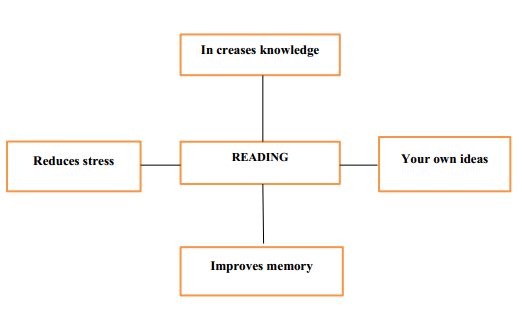 In creases knowledge
Reduces stress
READING
Your own ideas
Improves memory